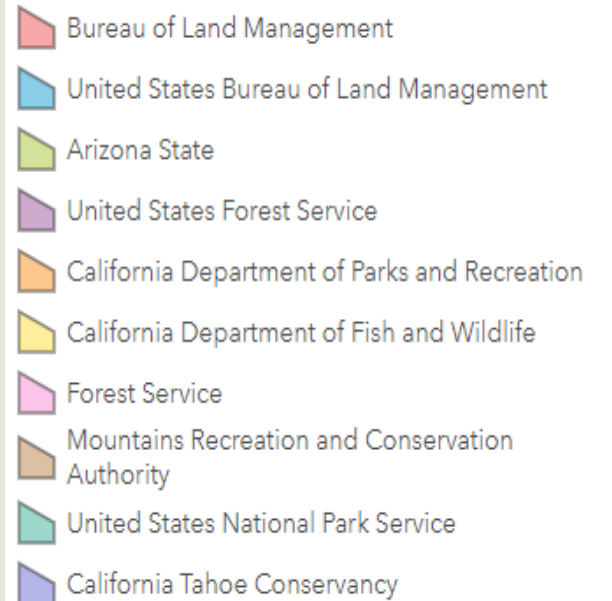 Bureau of Land Management
United States Bureau of Land Management
Arizona State
United States Forest Service
California Department of Parks and Recreation
California Department of Fish and Wildlife
Forest Service
Mountains Recreation and Conservation
Authority
United States National Park Service
California Tahoe Conservancy